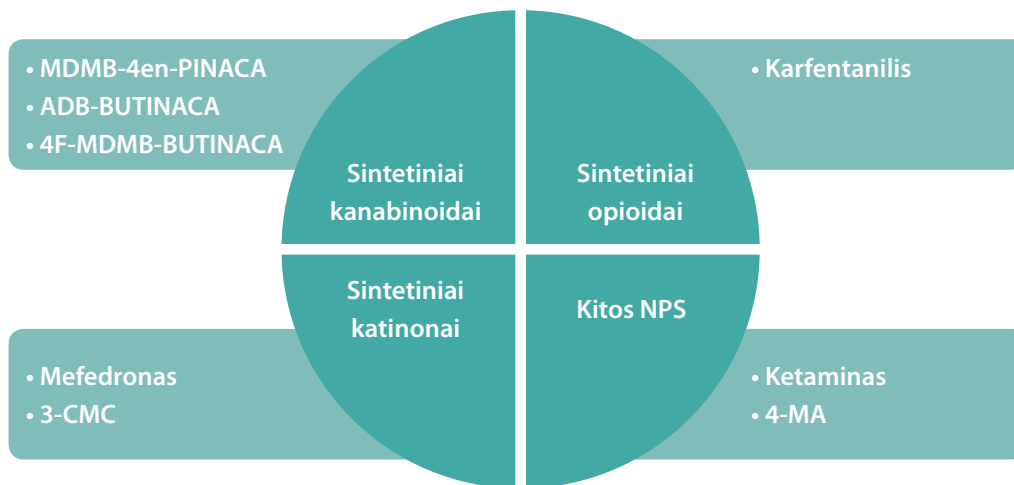 • MDMB-4en-PINACA
• ADB-BUTINACA
• 4F-MDMB-BUTINACA
Sintetiniai
kanabinoidai
• Karfentanilis
Sintetiniai
opioidai
• Mefedronas
• 3-CMC
Sintetiniai
katinonai
Kitos NPS
• Ketaminas
• 4-MA